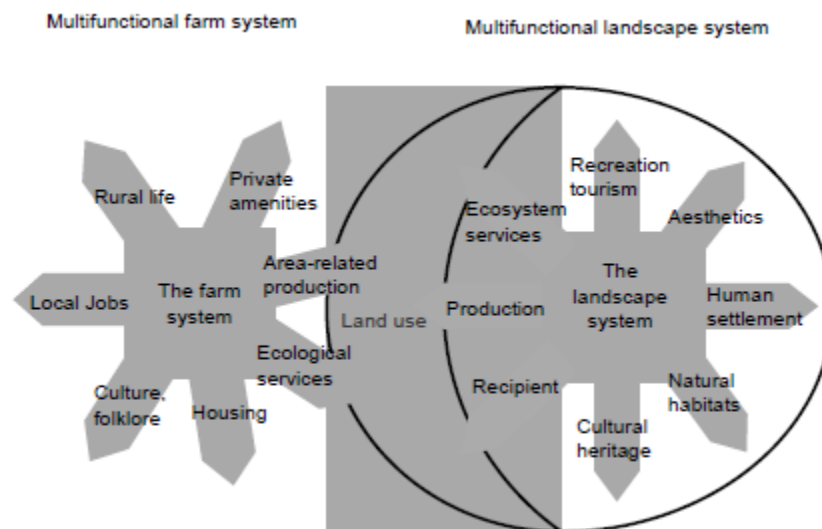 Multifunctional farm system
Multifunctional landscape system
Rural life
Private
amenities
Local Jobs
The farm
system
Area-related
production
Ecological
services
Culture,
folklore
Housing
Land use
Ecosystem
services
Production
Recipient
Recreation
tourism
Aesthetics
The
landscape
system
Human
settlement
Natural
habitats
Cultural
heritage